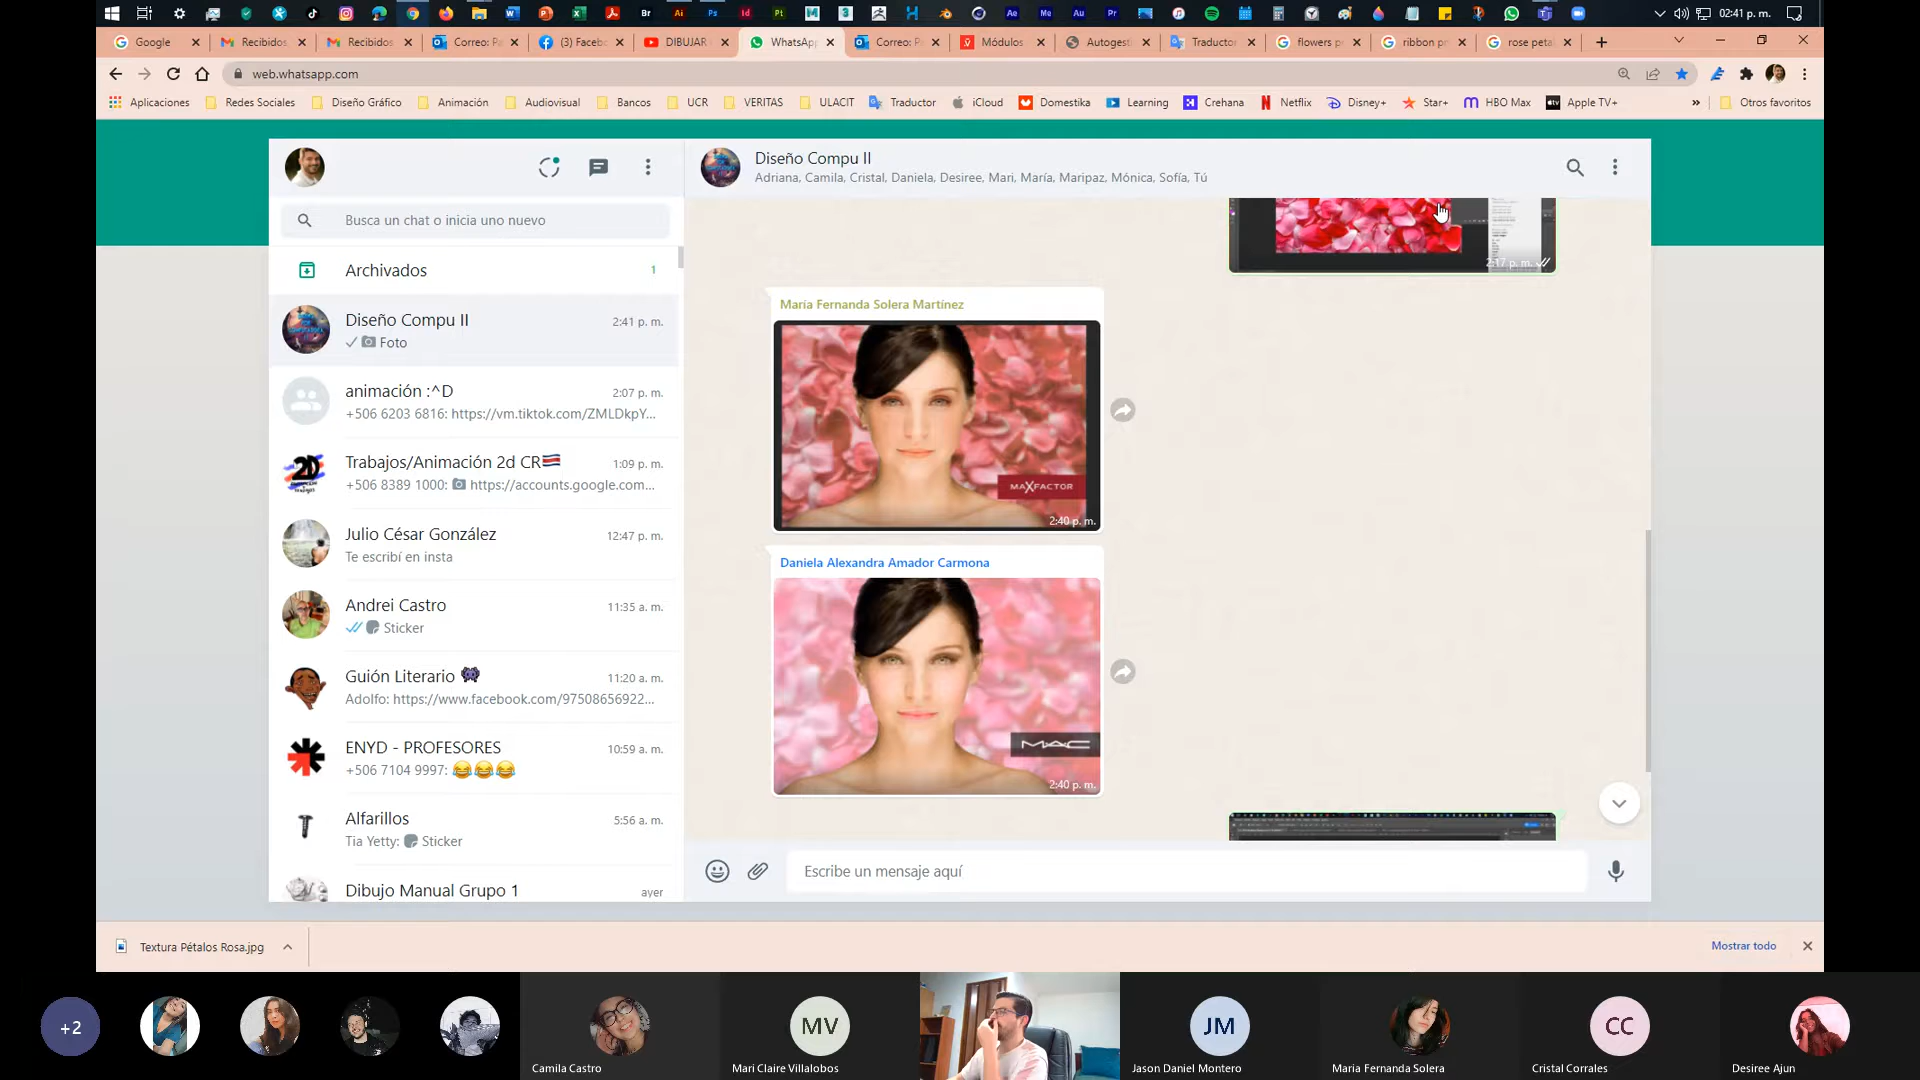 02:41 p. m.
Google
Recibidos
Recibidos
Correo: Pa
(3) Faceb
DIBUJAR
WhatsApp
Correo: P
Módulos
Autogest
Traductor
flowers p
ribbon pr
rose peta
web.whatsapp.com
Aplicaciones
Redes Sociales
Diseño Gráfico
Animación
Audiovisual
Bancos
UCR
VERITAS
ULACIT
Traductor
iCloud
Domestika
Learning
Crehana
Netflix
Disney+
Star+
HBO Max
Apple TV+
»
Otros favoritos
Diseño Compu II
Adriana, Camila, Cristal, Daniela, Desiree, Mari, María, Maripaz, Mónica, Sofía, Tú
Busca un chat o inicia uno nuevo
Archivados
1
Diseño Compu II
2:41 p. m.
Foto
animación :^D
2:07 p. m.
+506 6203 6816: https://vm.tiktok.com/ZMLDkpY...
Trabajos/Animación 2d CR🇨🇷
1:09 p. m.
+506 8389 1000: https://accounts.google.com...
Julio César González
12:47 p. m.
Te escribí en insta
Andrei Castro
11:35 a. m.
Sticker
Guión Literario 👾
11:20 a. m.
Adolfo: https://www.facebook.com/97508656922...
ENYD - PROFESORES
10:59 a. m.
+506 7104 9997: 😂😂😂
Alfarillos
5:56 a. m.
Tia Yetty: Sticker
Dibujo Manual Grupo 1
ayer
2:17 p. m.
María Fernanda Solera Martínez
MAXFACTOR
2:40 p. m.
Daniela Alexandra Amador Carmona
MAC
2:40 p. m.
Escribe un mensaje aquí
Textura Pétalos Rosa.jpg
Mostrar todo
+2
Camila Castro
MV
Mari Claire Villalobos
JM
Jason Daniel Montero
Maria Fernanda Solera
CC
Cristal Corrales
Desiree Ajun